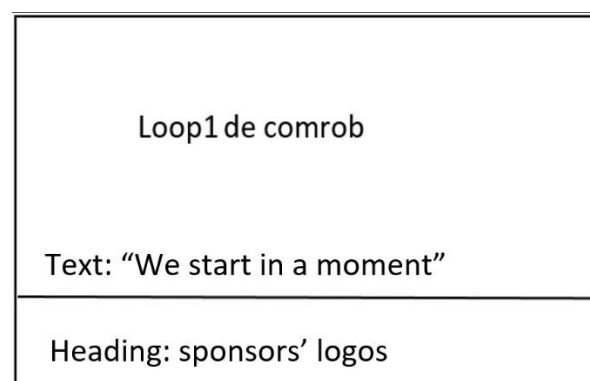 Loop1 de comrob
Text: “We start in a moment”
Heading: sponsors’ logos